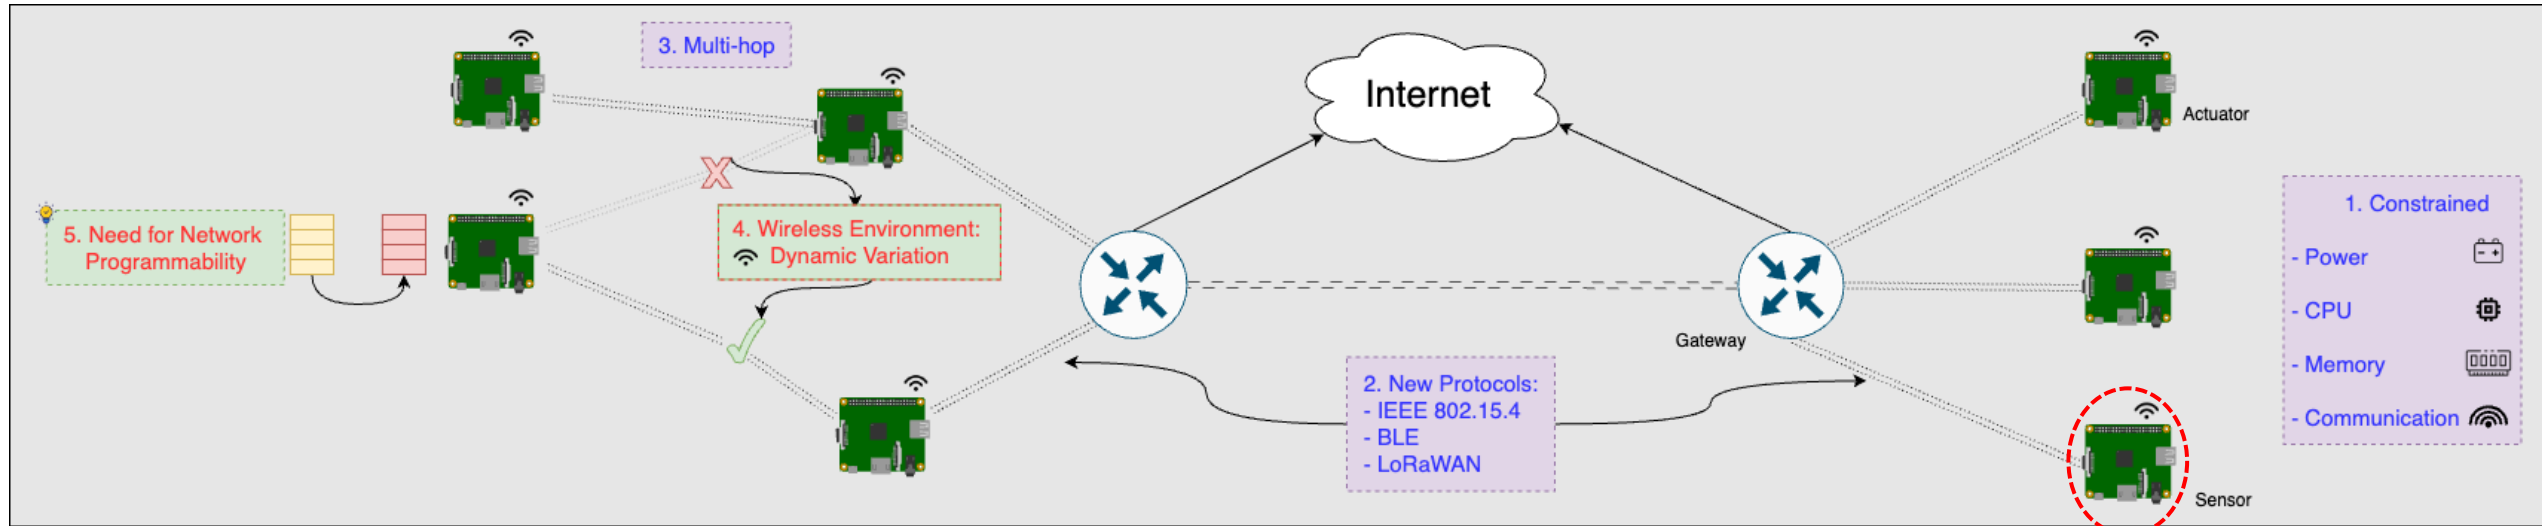 3. Multi-hop
Internet
Actuator
1. Constrained
- Power
- CPU
- Memory
- Communication
5. Need for Network
Programmability
4. Wireless Environment:
Dynamic Variation
X
Gateway
2. New Protocols:
- IEEE 802.15.4
- BLE
- LoRaWAN
Sensor